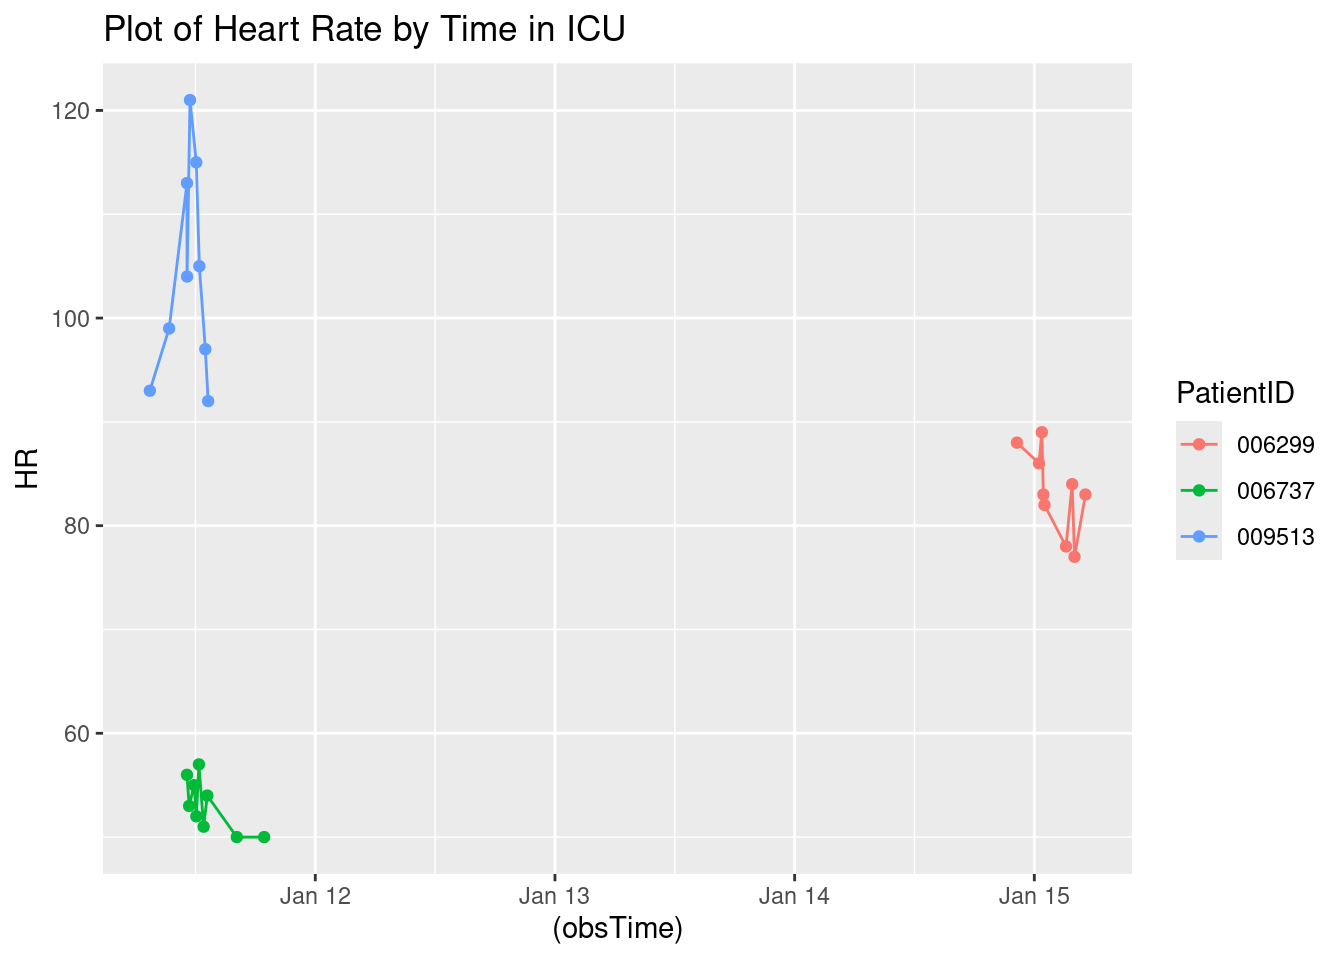 Plot of Heart Rate by Time in ICU
120
100
80
60
HR
Jan 12
Jan 13
Jan 14
Jan 15
(obsTime)
PatientID
006299
006737
009513